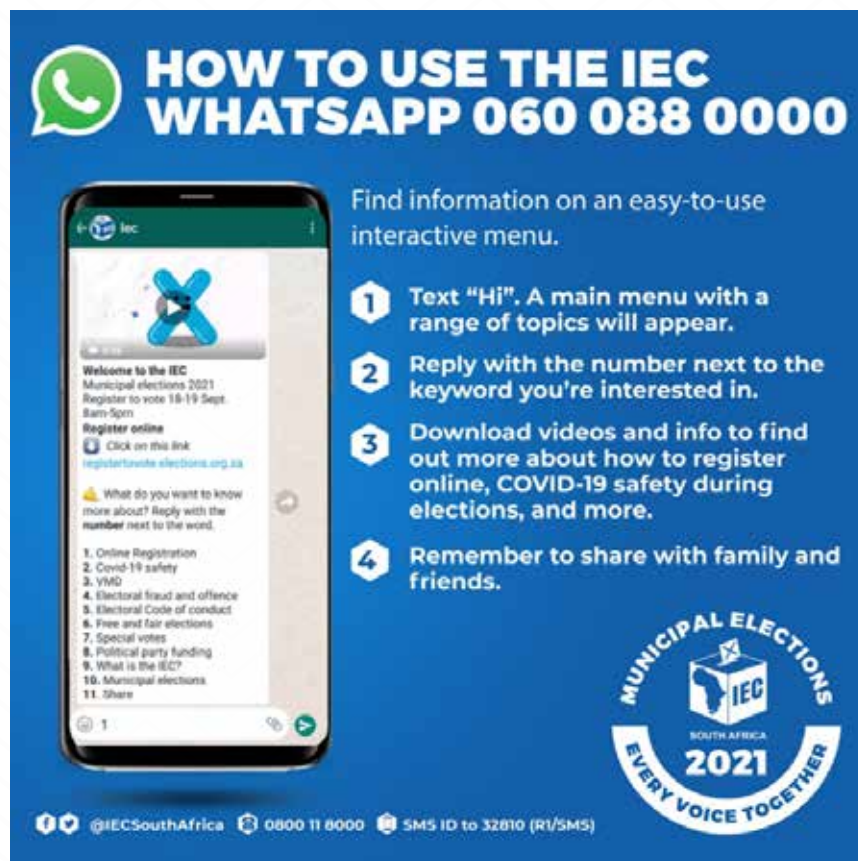 HOW TO USE THE IEC
WHATSAPP 060 088 0000
Iec
Welcome to the IEC
Municipal elections 2021
Register to vote 18-19 Sept.
8am-5pm
Register online
Click on this link
registertovote.elections.org.za
What do you want to know
more about? Reply with the
number next to the word.
1. Online Registration
2. Covid-19 safety
3. VMD
4. Electoral fraud and offence
5. Electoral Code of conduct
6. Free and fair elections
7. Special votes
8. Political party funding
9. What is the IEC?
10. Municipal elections
11. Share
1
Find information on an easy-to-use
interactive menu.
1 Text “Hi”. A main menu with a
range of topics will appear.
2 Reply with the number next to the
keyword you’re interested in.
3 Download videos and info to find
out more about how to register
online, COVID-19 safety during
elections, and more.
4 Remember to share with family and
friends.
MUNICIPAL ELECTIONS
IEC
SOUTH AFRICA
2021
EVERY VOICE TOGETHER
@IECSouthAfrica 0800 11 8000 SMS ID to 32810 (R1/SMS)